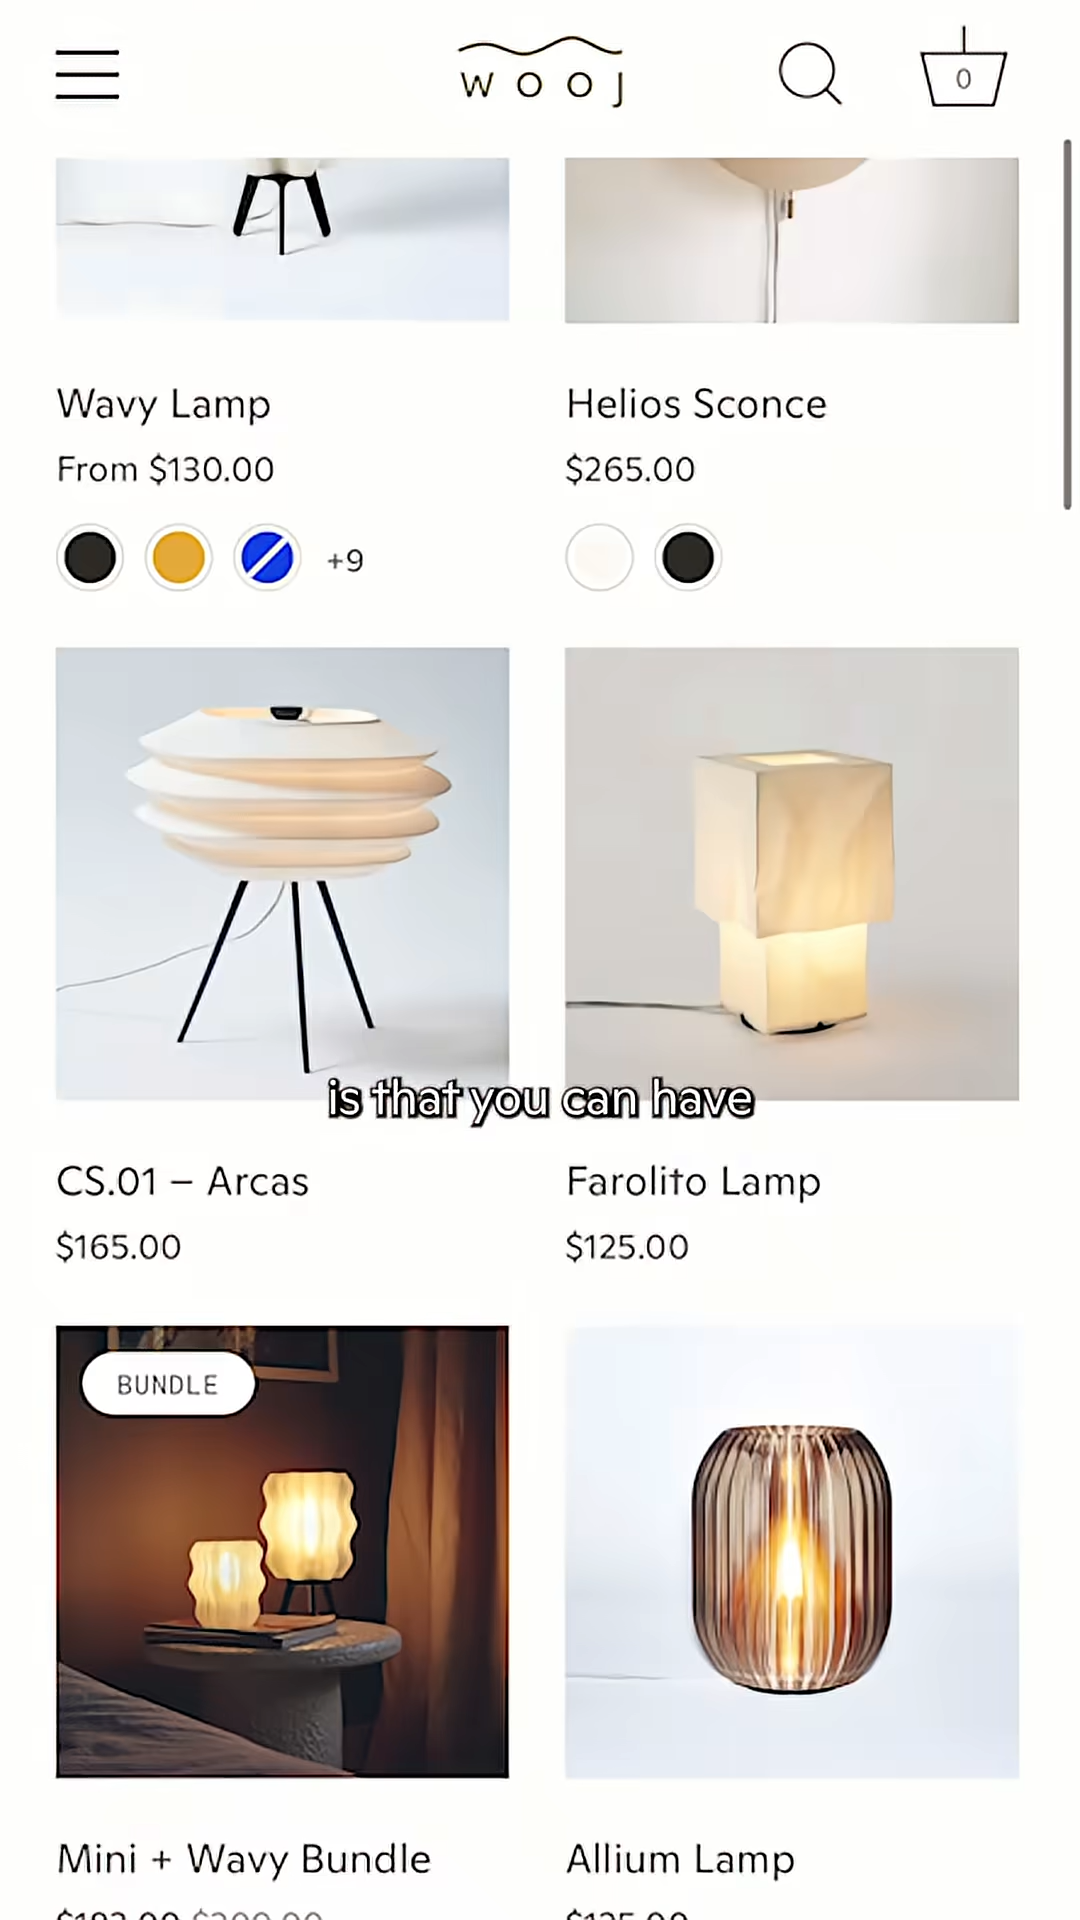 WOOJ
0
Wavy Lamp
From $130.00
+9
Helios Sconce
$265.00
is that you can have
CS.01 – Arcas
$165.00
Farolito Lamp
$125.00
BUNDLE
Mini + Wavy Bundle
Allium Lamp